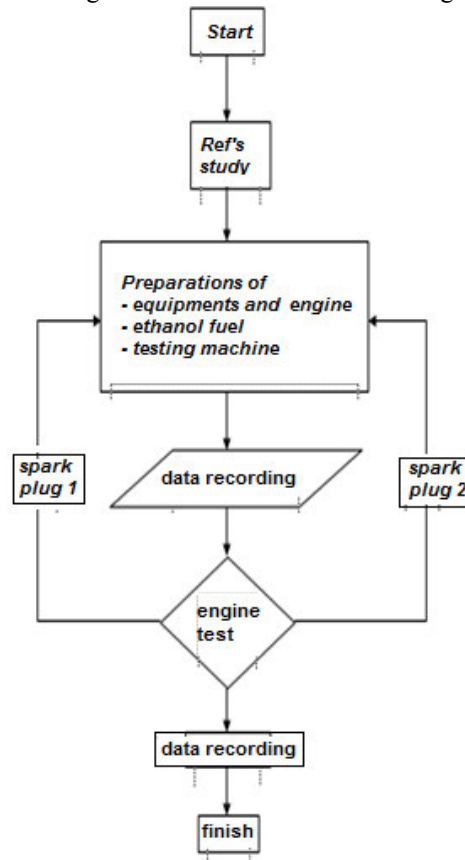 Start
Ref's
study
Preparations of
- equipments and engine
- ethanol fuel
- testing machine
spark
plug 1
data recording
spark
plug 2
engine
test
data recording
finish